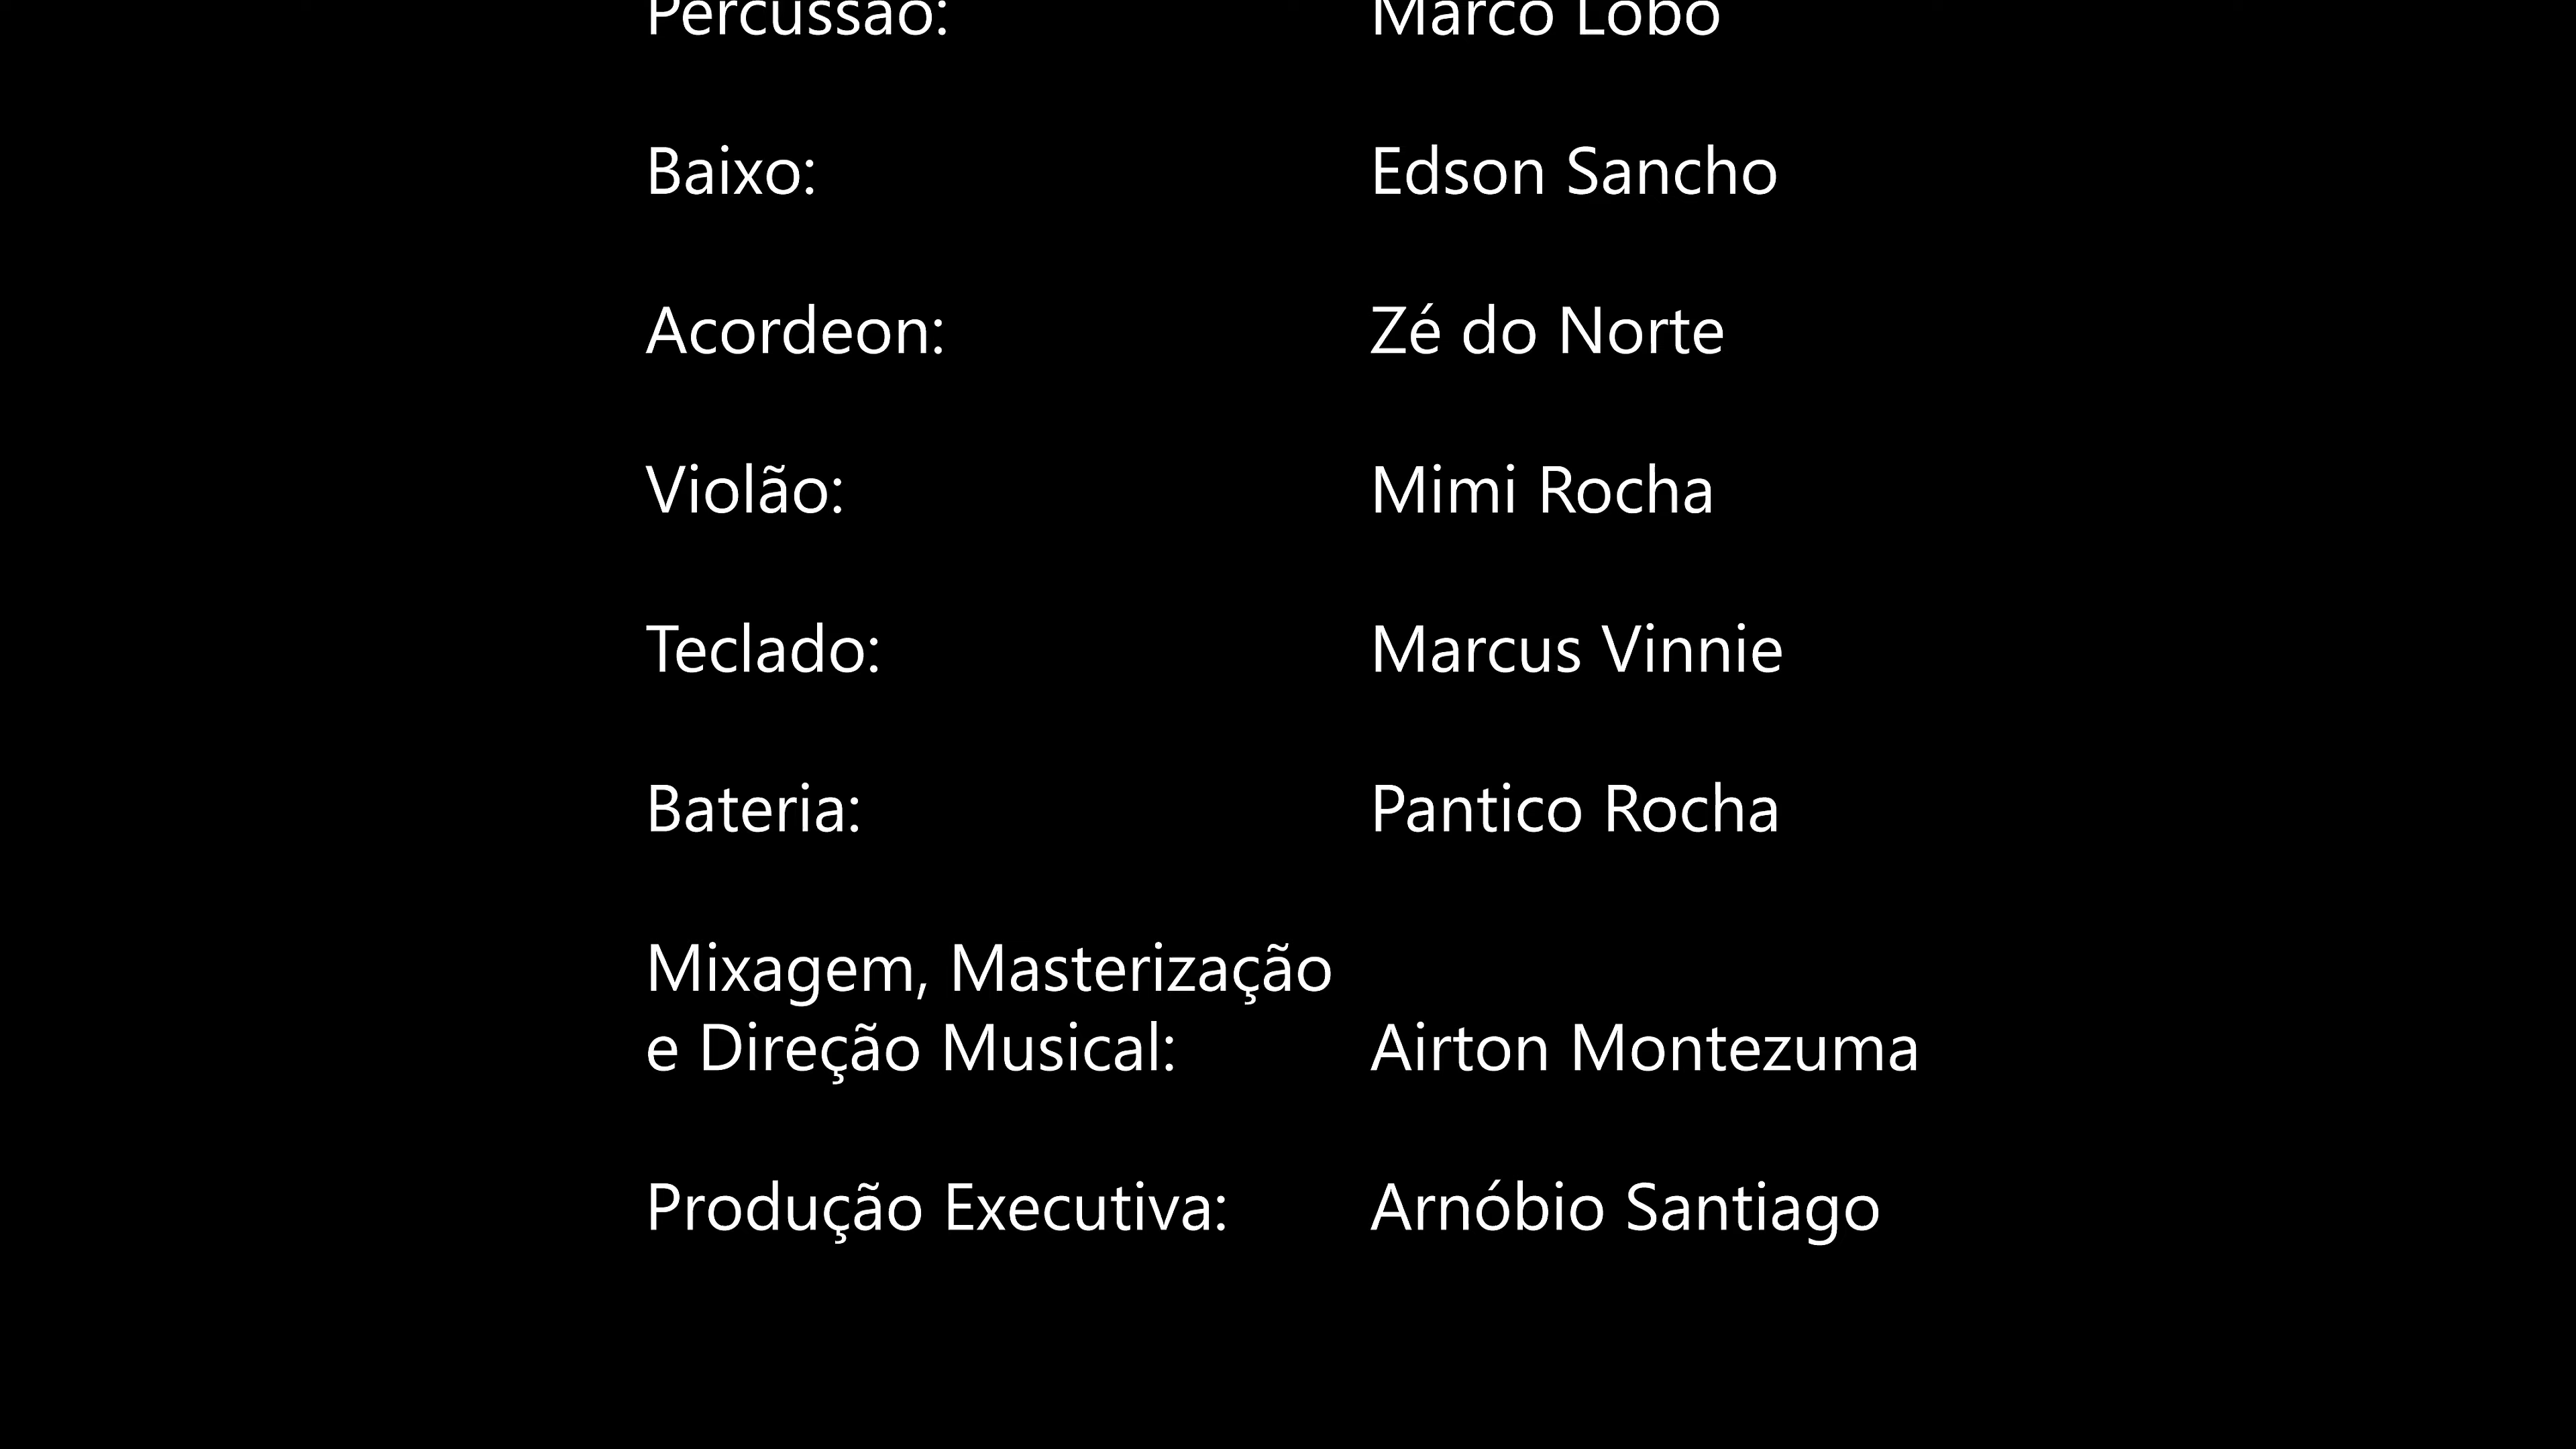 Percussão: Marco Lobo
Baixo: Edson Sancho
Acordeon: Zé do Norte
Violão: Mimi Rocha
Teclado: Marcus Vinnie
Bateria: Pantico Rocha
Mixagem, Masterização
e Direção Musical: Airton Montezuma
Produção Executiva: Arnóbio Santiago